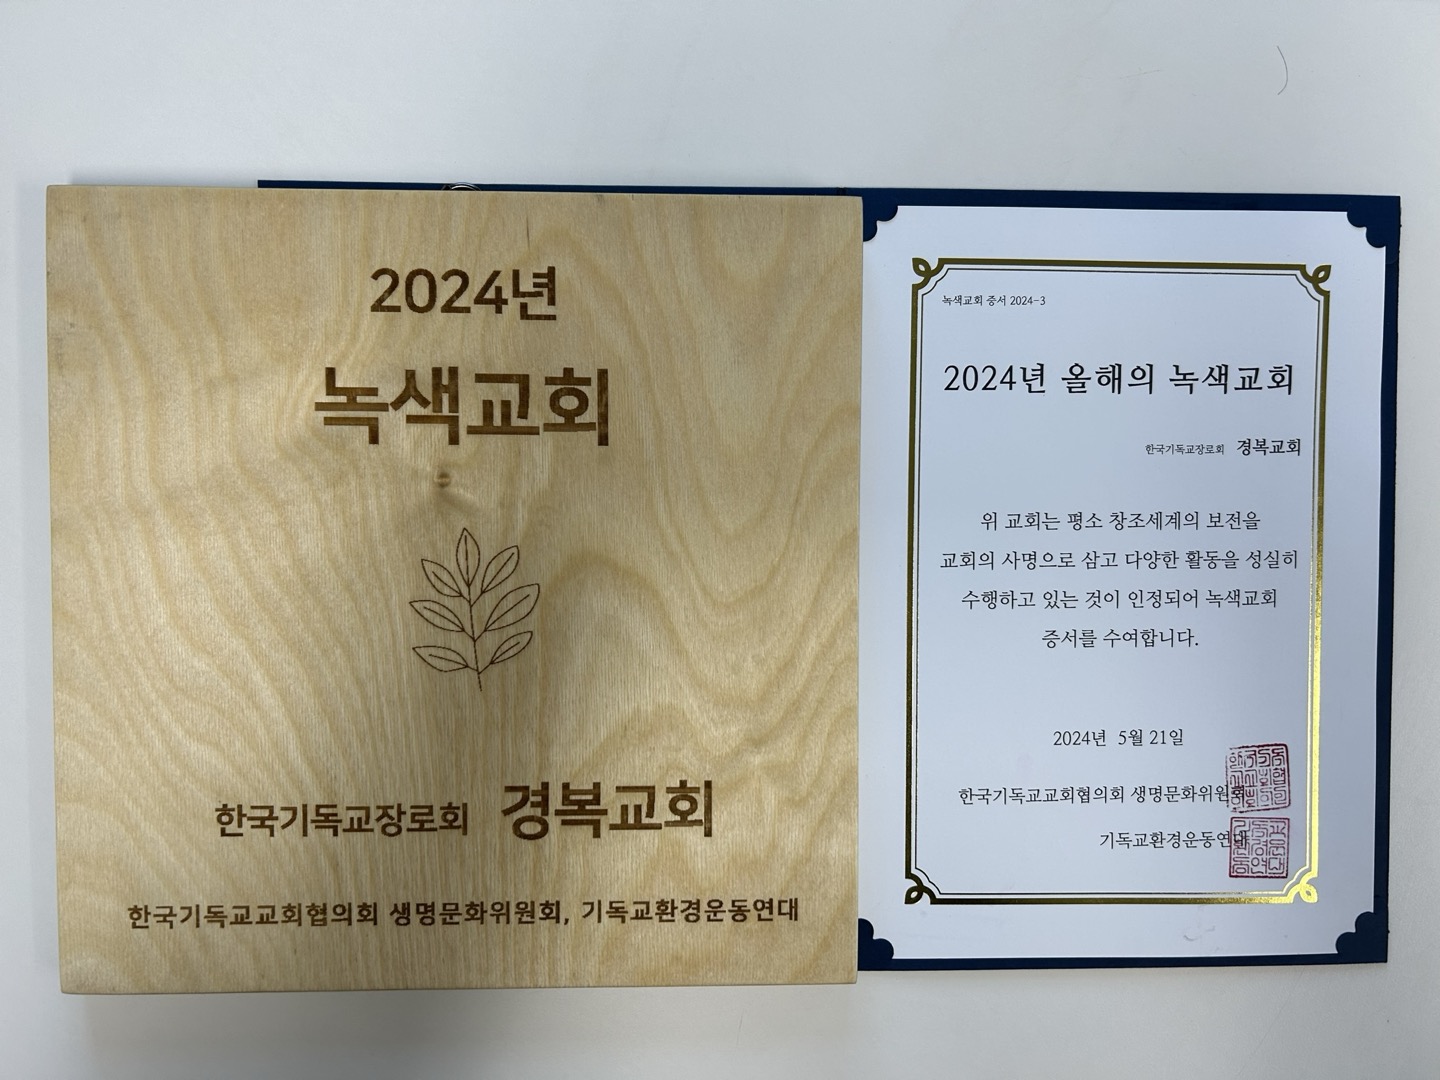 2024년
녹색교회
한국기독교장로회 경복교회
한국기독교교회협의회 생명문화위원회, 기독교환경운동연대
녹색교회 증서 2024-3
2024년 올해의 녹색교회
한국기독교장로회 경복교회
위 교회는 평소 창조세계의 보전을
교회의 사명으로 삼고 다양한 활동을 성실히
수행하고 있는 것이 인정되어 녹색교회
증서를 수여합니다.
2024년 5월 21일
한국기독교교회협의회 생명문화위원회
기독교환경운동연대